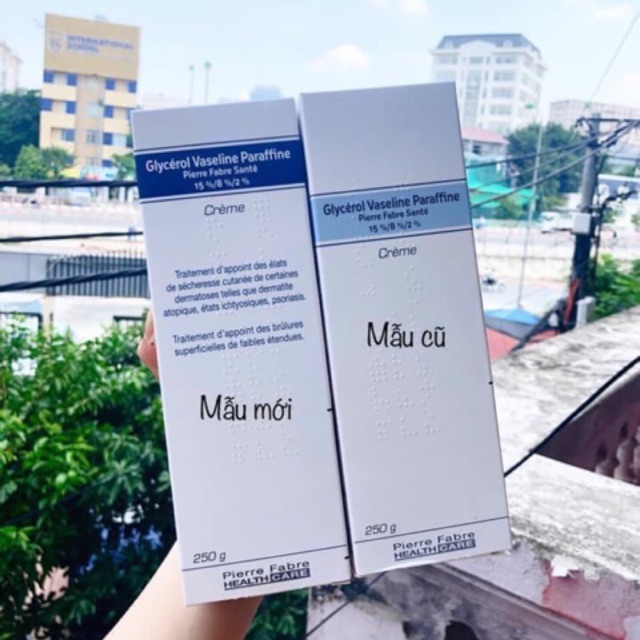 INTERNATIONAL
SCHOOL
Glycérol Vaseline Paraffine
Pierre Fabre Santé
15 %/8 %/2 %
Crème
Traitement d'appoint des états
de sécheresse cutanée de certaines
dermatoses telles que dermatite
atopique, états ichtyosiques, psoriasis.
Traitement d'appoint des brûlures
superficielles de faibles étendues.
Mẫu mới
250 g
Pierre Fabre
HEALTH CARE
Glycérol Vaseline Paraffine
Pierre Fabre Santé
15 %/8 %/2 %
Crème
Mẫu cũ
250 g
Pierre Fabre
HEALTH CARE